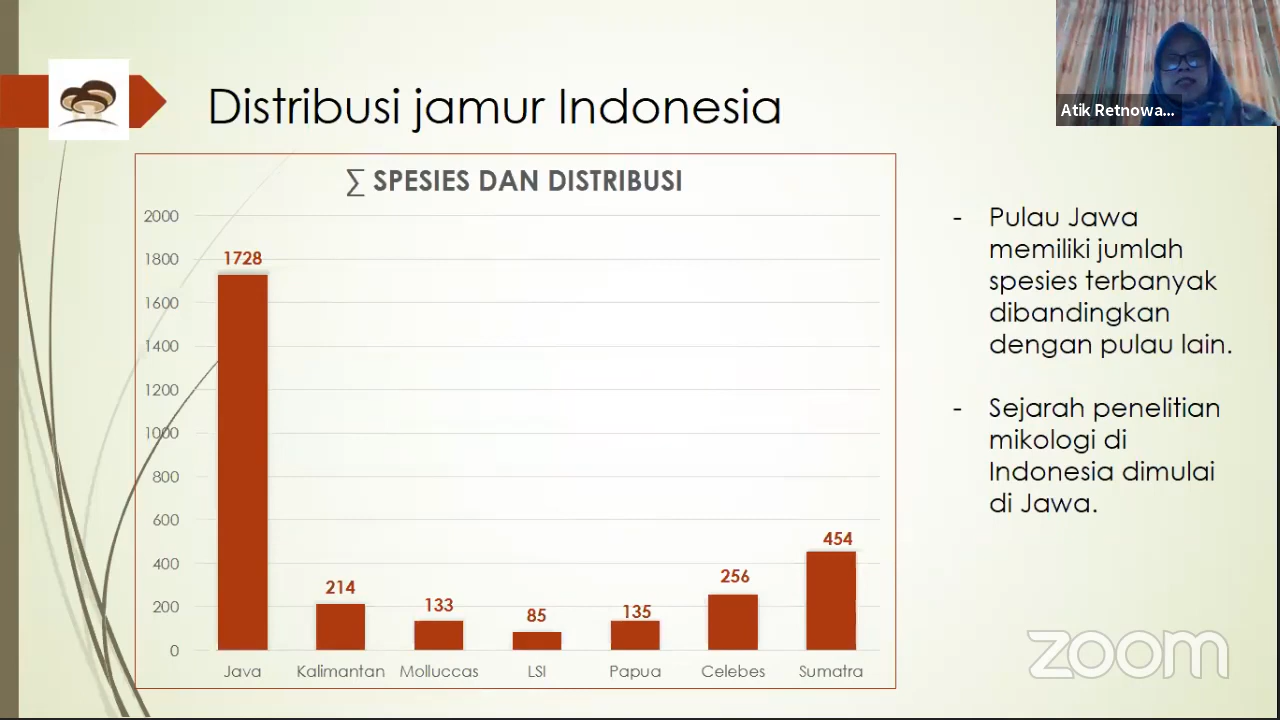 Atik Retnowa...
Distribusi jamur Indonesia
∑ SPESIES DAN DISTRIBUSI
2000
1800
1600
1400
1200
1000
800
600
400
200
0
1728
214
133
85
135
256
454
Java
Kalimantan
Molluccas
LSI
Papua
Celebes
Sumatra
- Pulau Jawa
memiliki jumlah
spesies terbanyak
dibandingkan
dengan pulau lain.
- Sejarah penelitian
mikologi di
Indonesia dimulai
di Jawa.
zoom